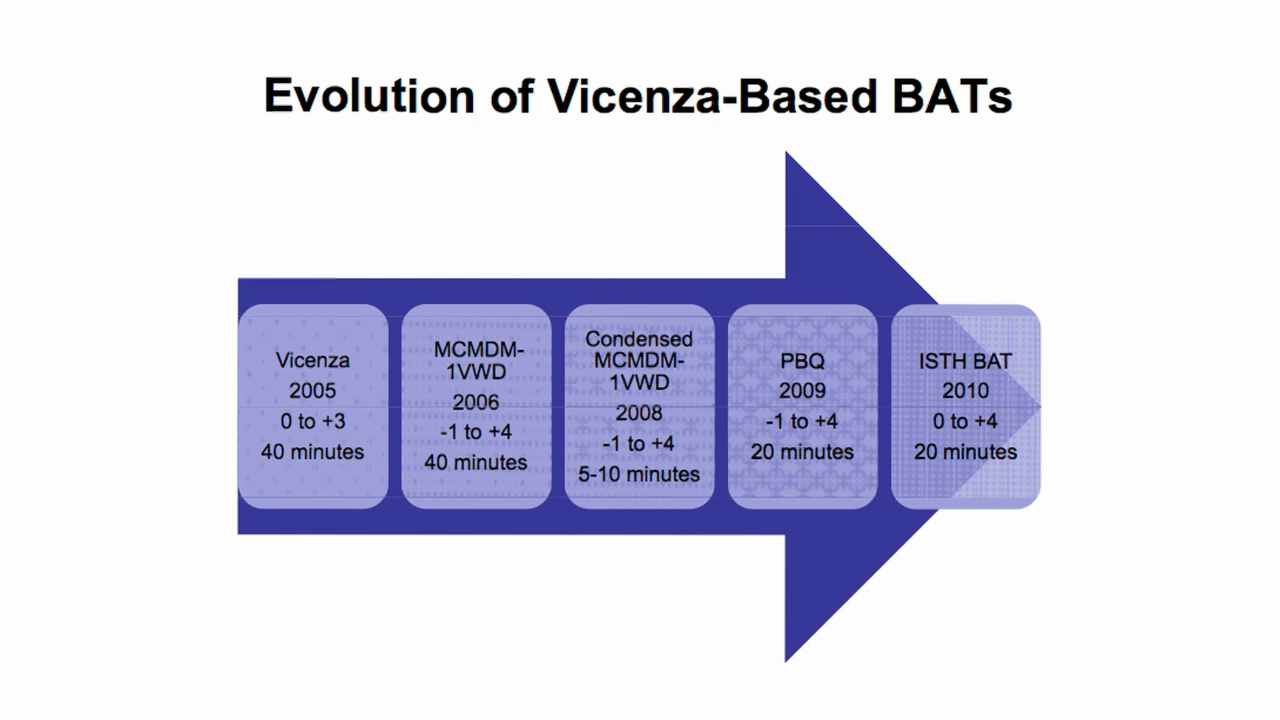 Evolution of Vicenza-Based BATs
Vicenza
2005
0 to +3
40 minutes
MCMDM-
1VWD
2006
-1 to +4
40 minutes
Condensed
MCMDM-
1VWD
2008
-1 to +4
5-10 minutes
PBQ
2009
-1 to +4
20 minutes
ISTH BAT
2010
0 to +4
20 minutes